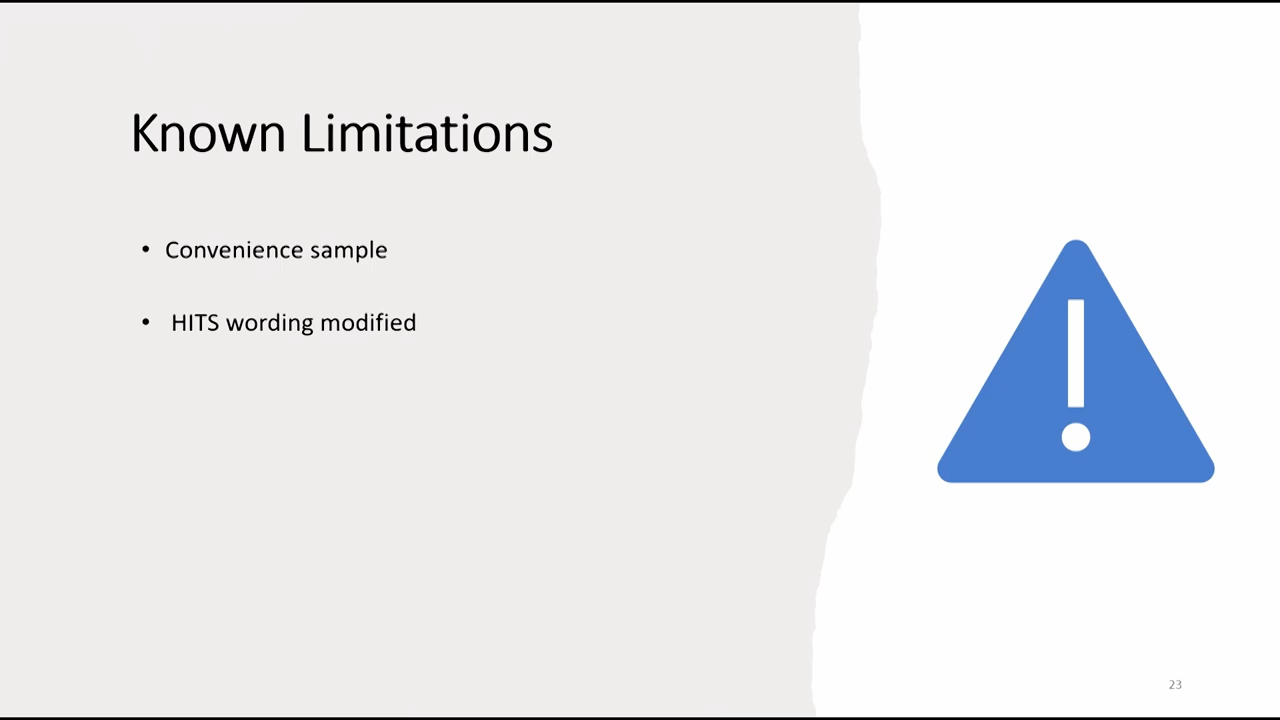 Known Limitations
• Convenience sample
• HITS wording modified
23